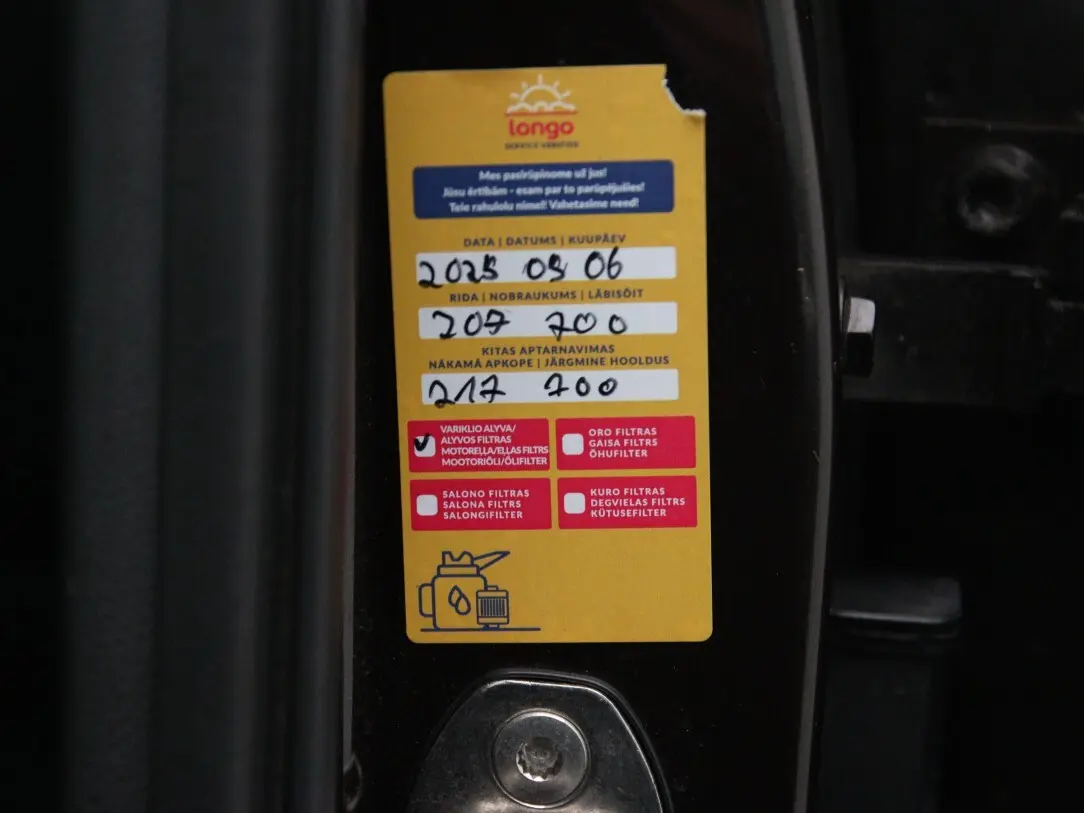 longo
SERVICE VERIFIED
Mes pasirūpinome už jus!
Jūsu ērtībām - esam par to parūpējušies!
Teie rahulolu nimel! Vahetasime need!
DATA | DATUMS | KUUPÄEV
2025 05 06
RIDA | NOBRAUKUMS | LÄBISÕIT
207 700
KITAS APTARNAVIMAS
NĀKAMĀ APKOPE | JÄRGMINE HOOLDUS
217 700
VARIKLIO ALYVA/
ALYVOS FILTRAS
MOTOREĻĻA/EĻĻAS FILTRS
MOOTORIÕLI/ÕLIFILTER
ORO FILTRAS
GAISA FILTRS
ÕHUFILTER
SALONO FILTRAS
SALONA FILTRS
SALONGIFILTER
KURO FILTRAS
DEGVIELAS FILTRS
KÜTUSEFILTER